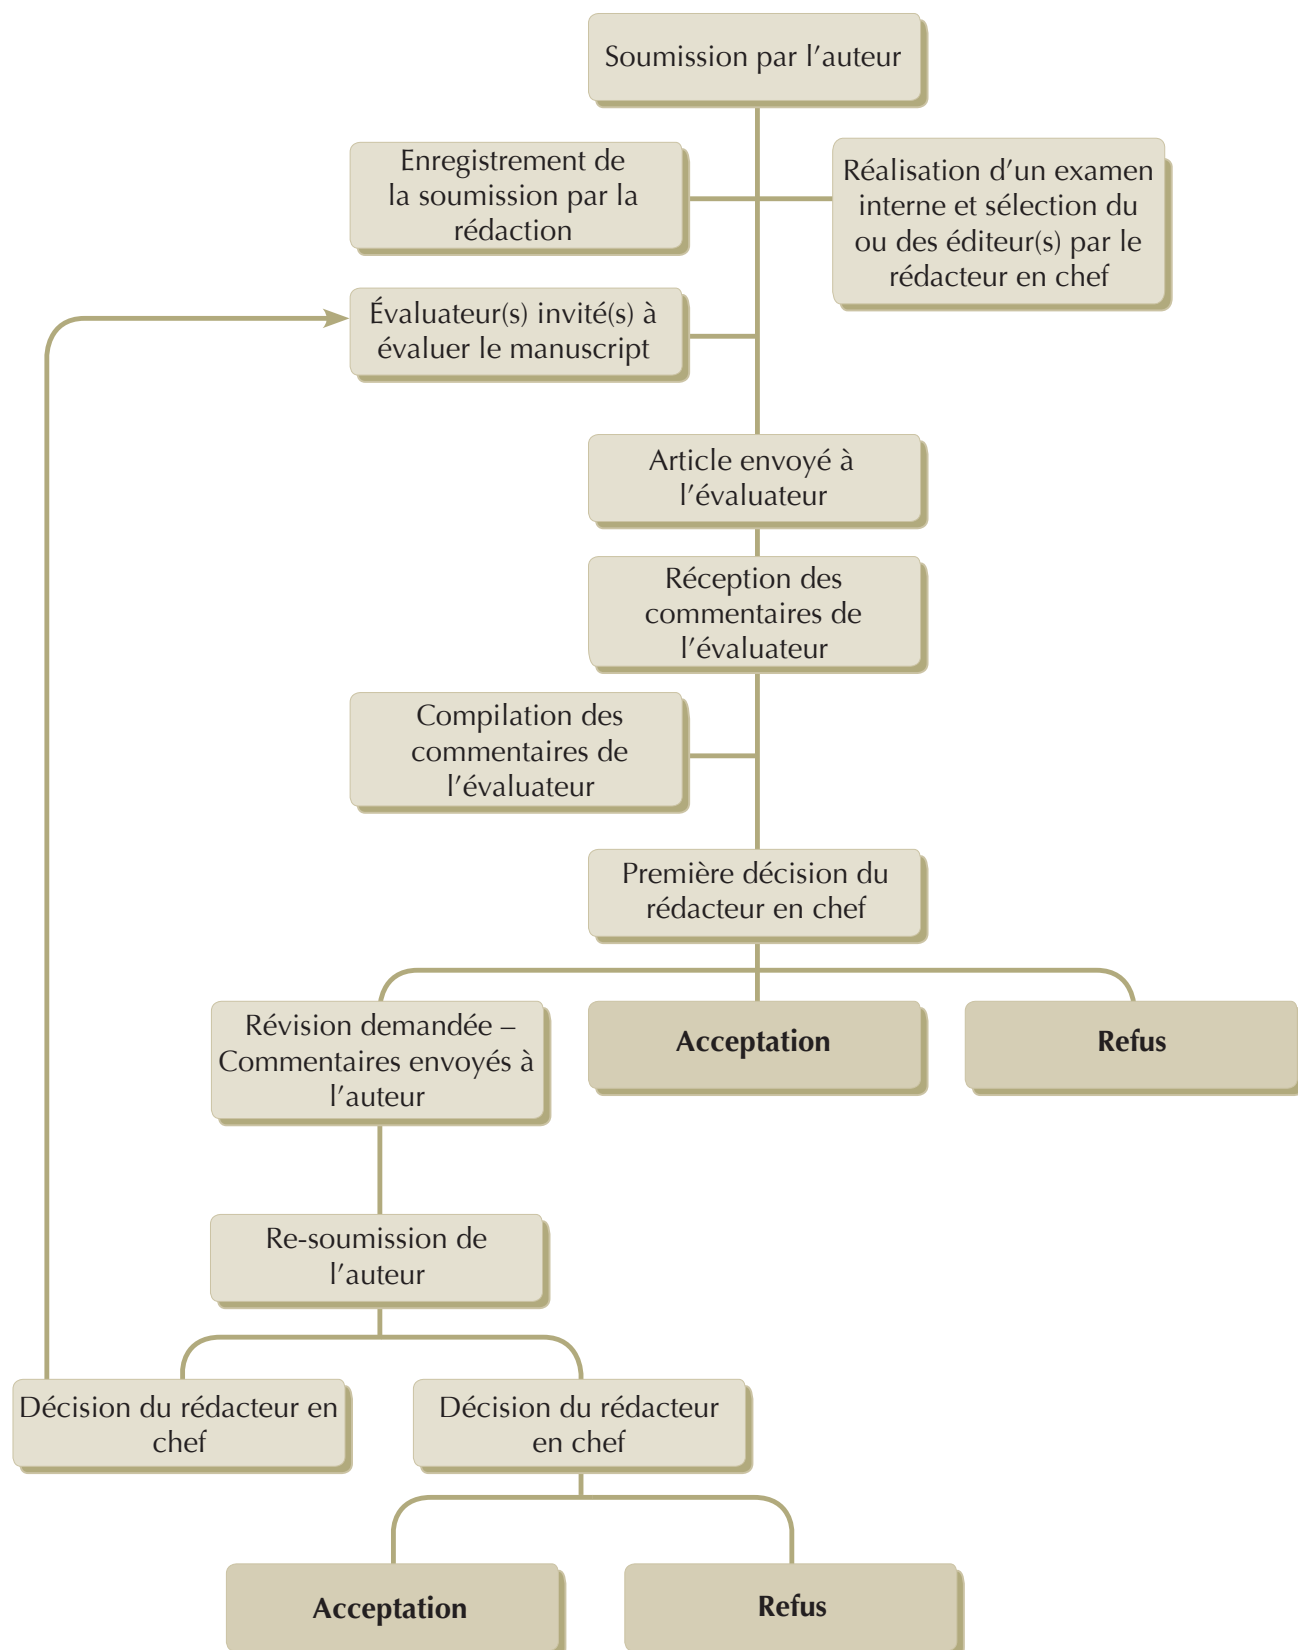 Soumission par l’auteur
Enregistrement de
la soumission par la
rédaction
Réalisation d’un examen
interne et sélection du
ou des éditeur(s) par le
rédacteur en chef
Évaluateur(s) invité(s) à
évaluer le manuscript
Article envoyé à
l’évaluateur
Réception des
commentaires de
l’évaluateur
Compilation des
commentaires de
l’évaluateur
Première décision du
rédacteur en chef
Révision demandée –
Commentaires envoyés à
l’auteur
Acceptation
Refus
Re-soumission de
l’auteur
Décision du rédacteur en
chef
Décision du rédacteur
en chef
Acceptation
Refus